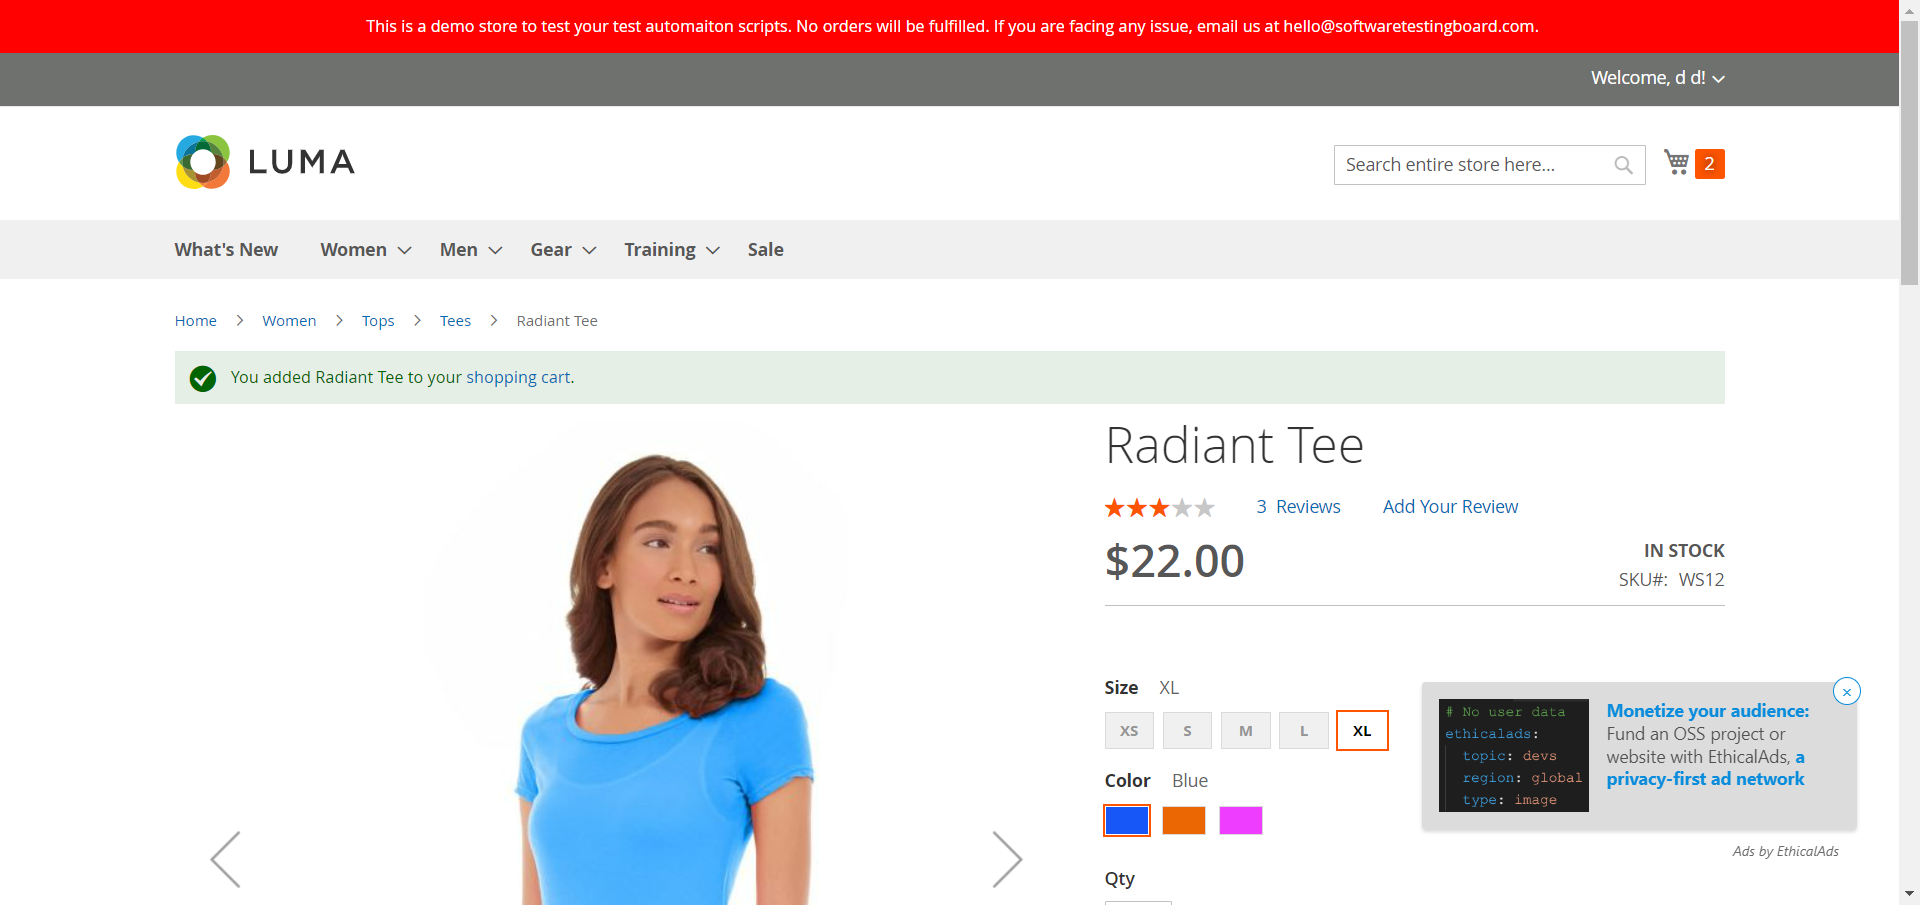 This is a demo store to test your test automaiton scripts. No orders will be fulfilled. If you are facing any issue, email us at hello@softwaretestingboard.com.
Welcome, d d!
LUMA
Search entire store here...
2
What's New
Women
Men
Gear
Training
Sale
Home
Women
Tops
Tees
Radiant Tee
You added Radiant Tee to your shopping cart.
Radiant Tee
3 Reviews
Add Your Review
$22.00
IN STOCK
SKU#: WS12
Size XL
XS
S
M
L
XL
Color Blue
Qty
# No user data
ethicalads:
topic: devs
region: global
type: image
Monetize your audience:
Fund an OSS project or
website with EthicalAds, a
privacy-first ad network
×
Ads by EthicalAds